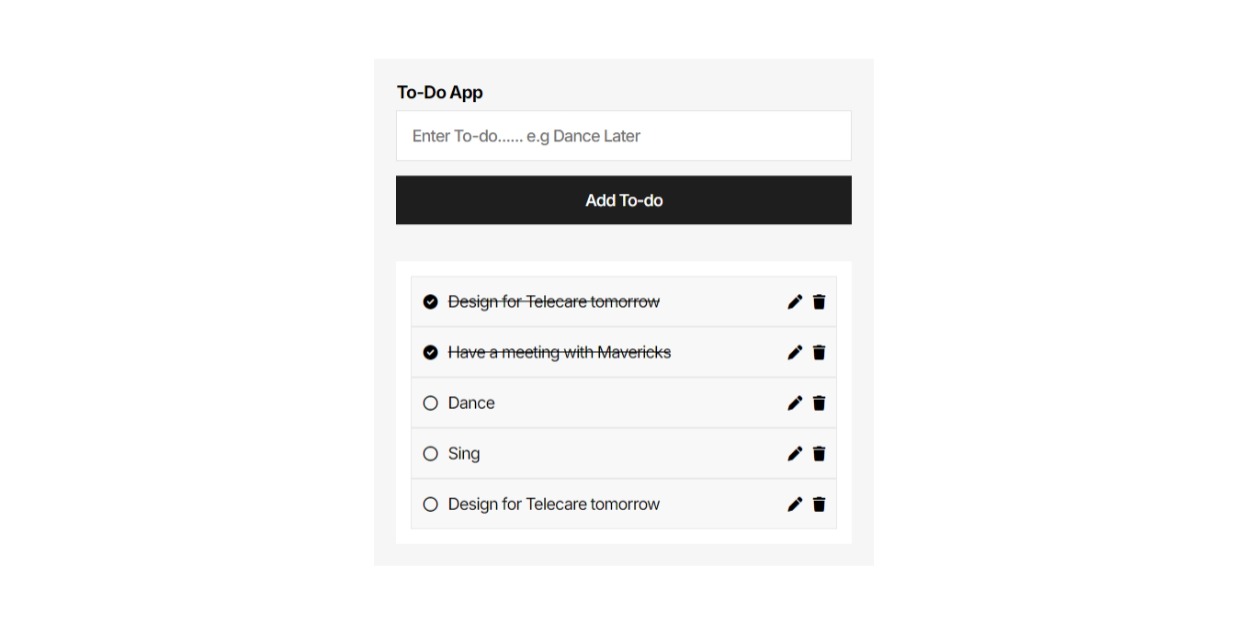 To-Do App
Enter To-do...... e.g Dance Later
Add To-do
Design for Telecare tomorrow
Have a meeting with Mavericks
Dance
Sing
Design for Telecare tomorrow